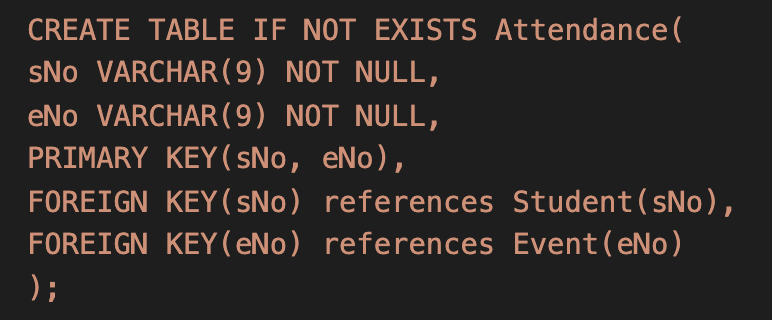 CREATE TABLE IF NOT EXISTS Attendance(
sNo VARCHAR(9) NOT NULL,
eNo VARCHAR(9) NOT NULL,
PRIMARY KEY(sNo, eNo),
FOREIGN KEY(sNo) references Student(sNo),
FOREIGN KEY(eNo) references Event(eNo)
);